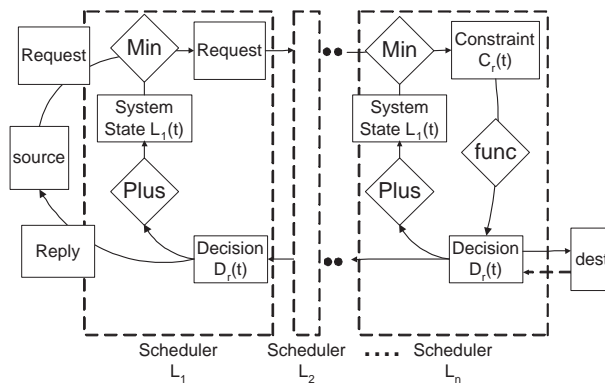 Request
Min
Request
Min
Constraint
C_r(t)
System
State L_1(t)
System
State L_1(t)
source
func
Plus
Plus
Reply
Decision
D_r(t)
Decision
D_r(t)
dest
Scheduler
L_1
Scheduler
L_2
....
Scheduler
L_n